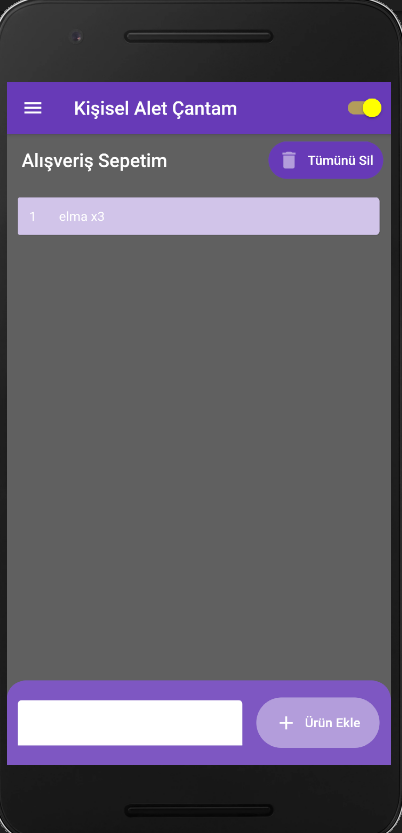 Kişisel Alet Çantam
Alışveriş Sepetim
Tümünü Sil
1 elma x3
Ürün Ekle